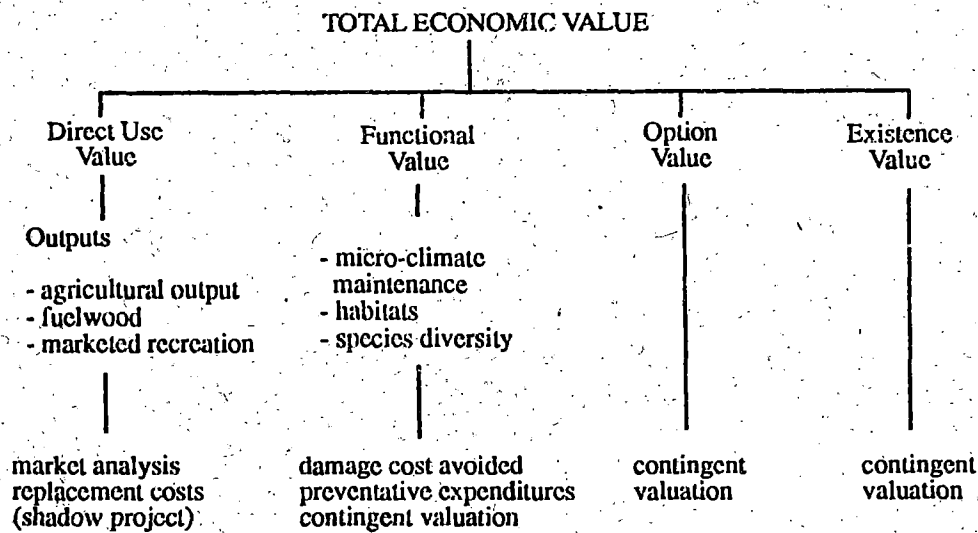 TOTAL ECONOMIC VALUE
Direct Use
Value
Outputs
- agricultural output
- fuelwood
- marketed recreation
market analysis
replacement costs
(shadow project)
Functional
Value
- micro-climate
maintenance
- habitats
- species diversity
damage cost avoided
preventative expenditures
contingent valuation
Option
Value
contingent
valuation
Existence
Value
contingent
valuation